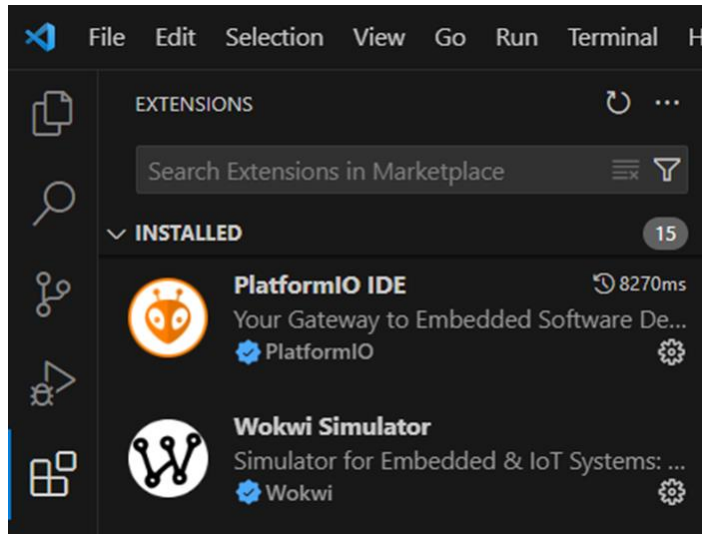 File Edit Selection View Go Run Terminal H
EXTENSIONS
Search Extensions in Marketplace
INSTALLED 15
PlatformIO IDE 8270ms
Your Gateway to Embedded Software De...
PlatformIO
Wokwi Simulator
Simulator for Embedded & IoT Systems: ...
Wokwi